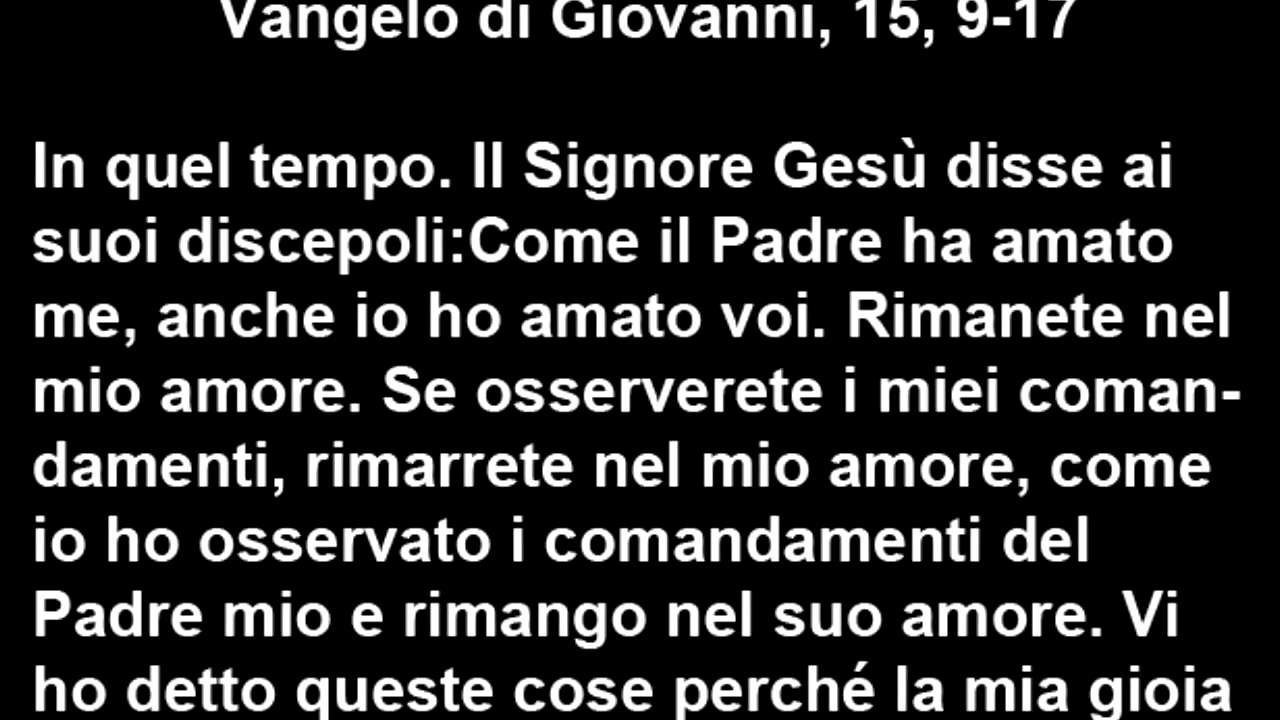 Vangelo di Giovanni, 15, 9-17
In quel tempo. Il Signore Gesù disse ai
suoi discepoli:Come il Padre ha amato
me, anche io ho amato voi. Rimanete nel
mio amore. Se osserverete i miei coman-
damenti, rimarrete nel mio amore, come
io ho osservato i comandamenti del
Padre mio e rimango nel suo amore. Vi
ho detto queste cose perché la mia gioia